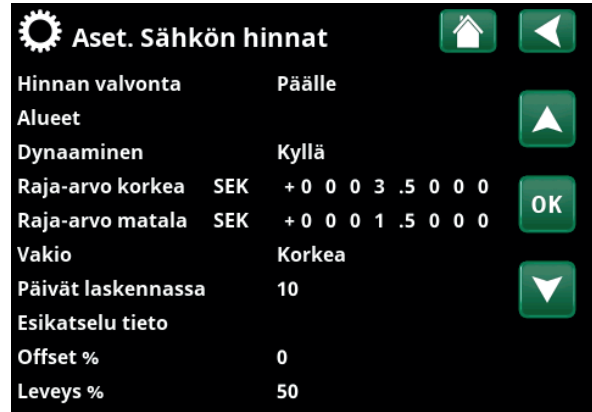 Aset. Sähkön hinnat
Hinnan valvonta Päälle
Alueet
Dynaaminen Kyllä
Raja-arvo korkea SEK +0 0 0 3 .5 0 0 0
Raja-arvo matala SEK +0 0 0 1 .5 0 0 0
OK
Vakio Korkea
Päivät laskennassa 10
Esikatselu tieto
Offset % 0
Leveys % 50